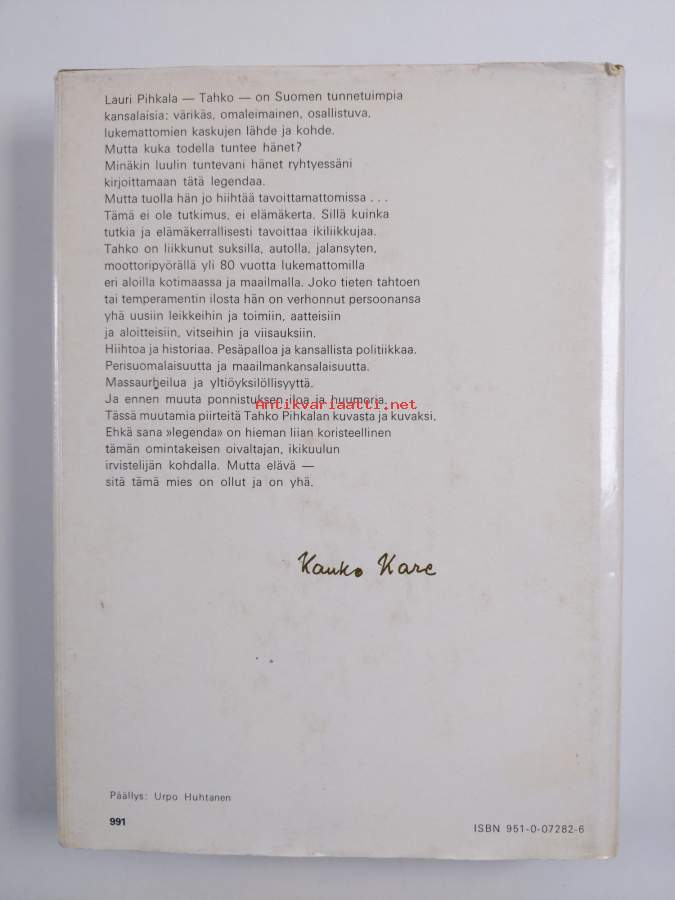 Lauri Pihkala — Tahko — on Suomen tunnetuimpia
kansalaisia: värikäs, omaleimainen, osallistuva,
lukemattomien kaskujen lähde ja kohde.
Mutta kuka todella tuntee hänet?
Minäkin luulin tuntevani hänet ryhtyessäni
kirjoittamaan tätä legendaa.
Mutta tuolla hän jo hiihtää tavoittamattomissa . . .
Tämä ei ole tutkimus, ei elämäkerta. Sillä kuinka
tutkia ja elämäkerrallisesti tavoittaa ikiliikkujaa.
Tahko on liikkunut suksilla, autolla, jalansyten,
moottoripyörällä yli 80 vuotta lukemattomilla
eri aloilla kotimaassa ja maailmalla. Joko tieten tahtoen
tai temperamentin ilosta hän on verhonnut persoonansa
yhä uusiin leikkeihin ja toimiin, aatteisiin
ja aloitteisiin, vitseihin ja viisauksiin.
Hiihtoa ja historiaa. Pesäpalloa ja kansallista politiikkaa.
Perisuomalaisuutta ja maailmankansalaisuutta.
Massaurheilua ja yltiöyksilöllisyyttä.
Ja ennen muuta ponnistuksen iloa ja huumoria.
Antikvariaatti.net
Tässä muutamia piirteitä Tahko Pihkalan kuvasta ja kuvaksi.
Ehkä sana »legenda» on hieman liian koristeellinen
tämän omintakeisen oivaltajan, ikikuulun
irvistelijän kohdalla. Mutta elävä —
sitä tämä mies on ollut ja on yhä.
Kauko Kare
Päällys: Urpo Huhtanen
991
ISBN 951-0-07282-6